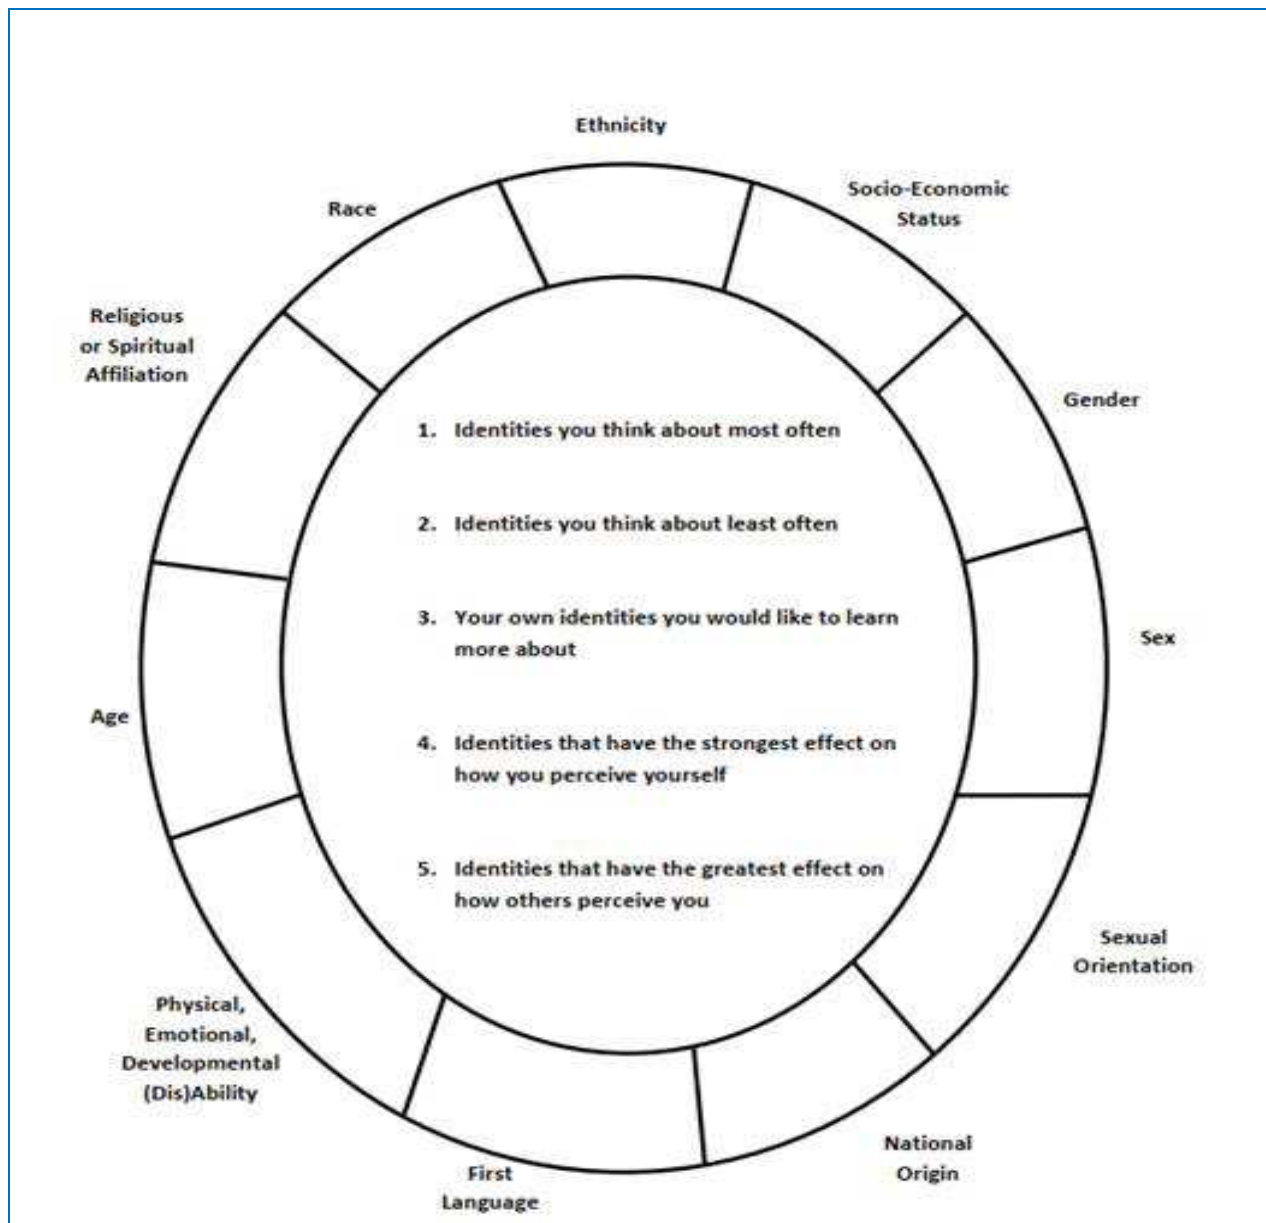 Ethnicity
Socio-Economic
Status
Race
Religious
or Spiritual
Affiliation
Gender
1. Identities you think about most often
2. Identities you think about least often
3. Your own identities you would like to learn
more about
Sex
Age
4. Identities that have the strongest effect on
how you perceive yourself
5. Identities that have the greatest effect on
how others perceive you
Sexual
Orientation
Physical,
Emotional,
Developmental
(Dis)Ability
National
Origin
First
Language